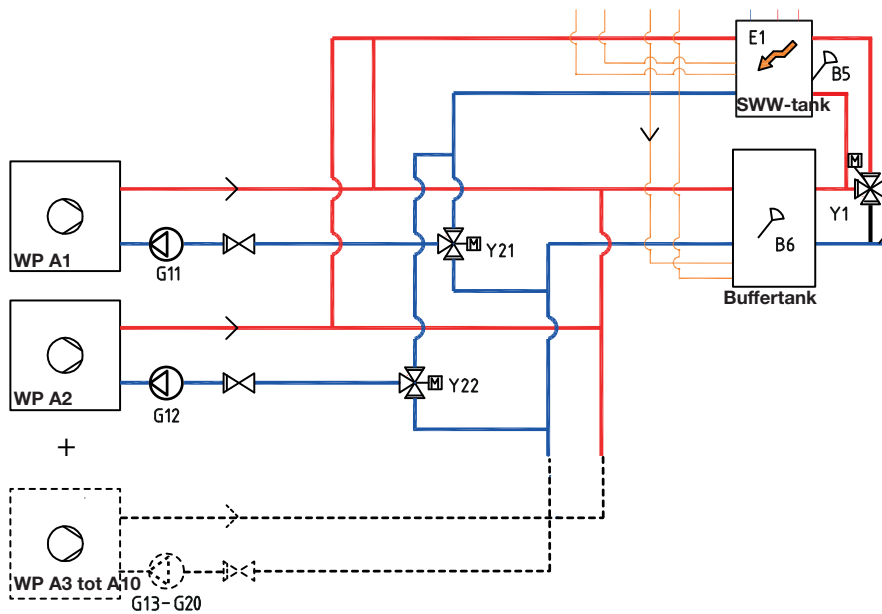 E1
B5
SWW-tank
M
Y1
B6
Buffertank
WP A1
G11
M
Y21
WP A2
G12
M
Y22
+
WP A3 tot A10
G13-G20